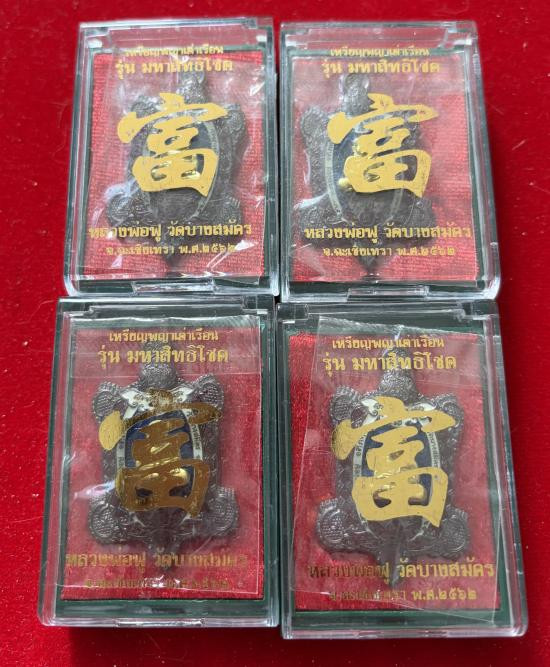 เหรียญพญาเต่าเรือน
รุ่น มหาสิทธิโชค
富
หลวงพ่อฟู วัดบางสมัคร
จ.ฉะเชิงเทรา พ.ศ.๒๕๖๒
เหรียญพญาเต่าเรือน
รุ่น มหาสิทธิโชค
富
หลวงพ่อฟู วัดบางสมัคร
จ.ฉะเชิงเทรา พ.ศ.๒๕๖๒
เหรียญพญาเต่าเรือน
รุ่น มหาสิทธิโชค
富
หลวงพ่อฟู วัดบางสมัคร
เหรียญพญาเต่าเรือน
รุ่น มหาสิทธิโชค
富
หลวงพ่อฟู วัดบางสมัคร
พ.ศ.๒๕๖๒